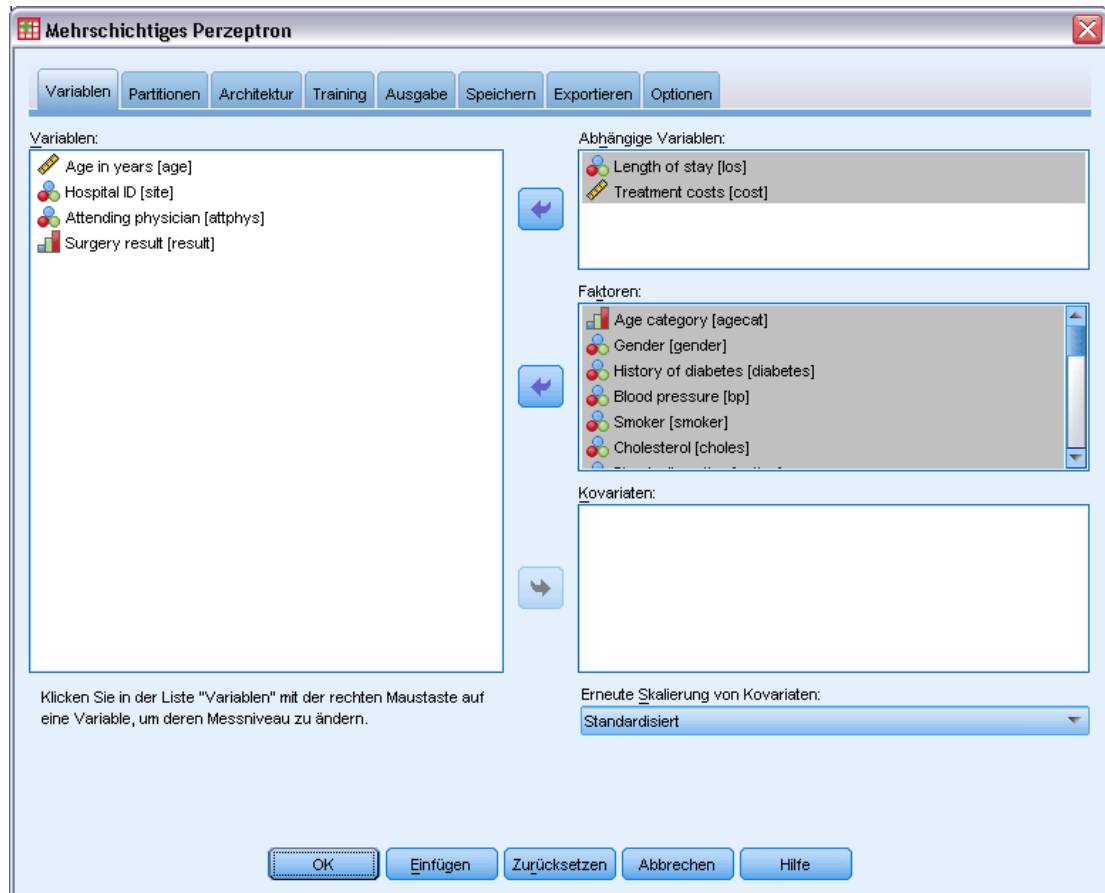 Mehrschichtiges Perzeptron
Variablen Partitionen Architektur Training Ausgabe Speichern Exportieren Optionen
Variablen:
Age in years [age]
Hospital ID [site]
Attending physician [attphys]
Surgery result [result]
Klicken Sie in der Liste "Variablen" mit der rechten Maustaste auf
eine Variable, um deren Messniveau zu ändern.
Abhängige Variablen:
Length of stay [los]
Treatment costs [cost]
Faktoren:
Age category [agecat]
Gender [gender]
History of diabetes [diabetes]
Blood pressure [bp]
Smoker [smoker]
Cholesterol [choles]
Kovariaten:
Erneute Skalierung von Kovariaten:
Standardisiert
OK Einfügen Zurücksetzen Abbrechen Hilfe